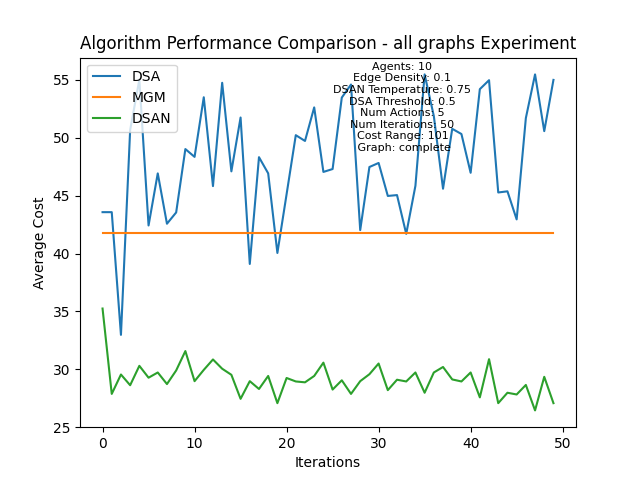 Algorithm Performance Comparison - all graphs Experiment
DSA
MGM
DSAN
Agents: 10
Edge Density: 0.1
DSAN Temperature: 0.75
DSA Threshold: 0.5
Num Actions: 5
Num Iterations: 50
Cost Range: 101
Graph: complete
Average Cost
55
50
45
40
35
30
25
0
10
20
30
40
50
Iterations